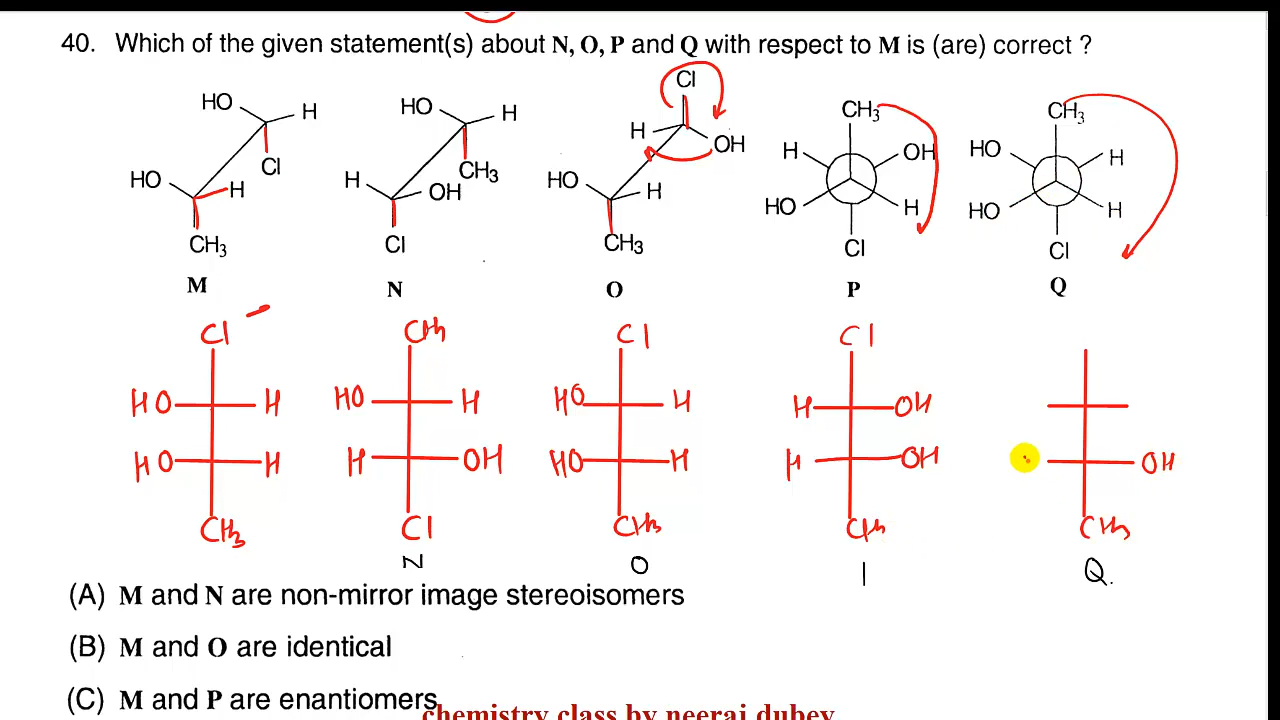 40. Which of the given statement(s) about N, O, P and Q with respect to M is (are) correct ?
HO H Cl HO H CH₃
HO H H OH CH₃ Cl
Cl H OH HO H CH₃
CH₃ H OH HO H Cl
CH₃ HO H HO H Cl
M N O P Q
Cl CH₃ Cl Cl
HO H HO H HO H H OH
HO H H OH HO H H OH OH
CH₃ Cl CH₃ CH₃ CH₃
N O Q.
(A) M and N are non-mirror image stereoisomers
(B) M and O are identical
(C) M and P are enantiomers
chemistry class by neeraj dubey